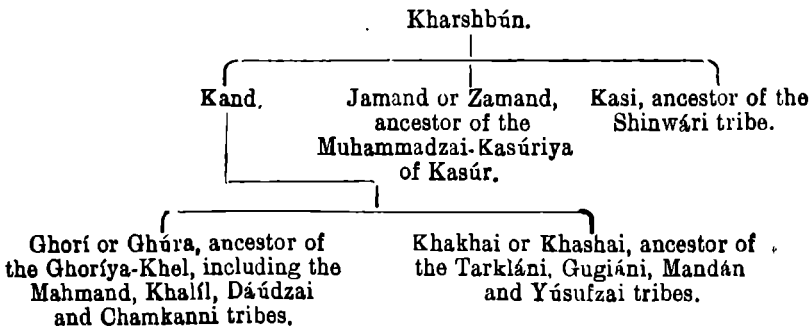 Kharshbún.
Kand.
Jamand or Zamand,
ancestor of the
Muhammadzai-Kasúriya
of Kasúr.
Kasi, ancestor of the
Shinwári tribe.
Ghorí or Ghúra, ancestor of
the Ghoríya-Khel, including the
Mahmand, Khalíl, Dáúdzai
and Chamkanni tribes.
Khakhai or Khashai, ancestor of
the Tarkláni, Gugiáni, Mandán
and Yúsufzai tribes.